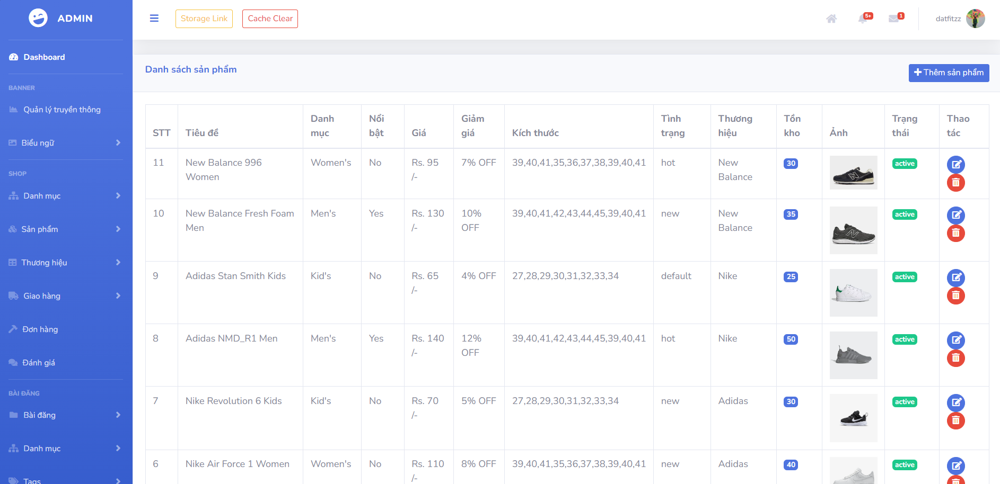 ADMIN
Storage Link
Cache Clear
5+
1
datfitzz
Dashboard
BANNER
Quản lý truyền thông
Biểu ngữ
SHOP
Danh mục
Sản phẩm
Thương hiệu
Giao hàng
Đơn hàng
Đánh giá
BÀI ĐĂNG
Bài đăng
Danh mục
Tags
Danh sách sản phẩm
Thêm sản phẩm
STT Tiêu đề Danh mục Nổi bật Giá Giảm giá Kích thước Tình trạng Thương hiệu Tồn kho Ảnh Trạng thái Thao tác
11 New Balance 996 Women Women's No Rs. 95 /- 7% OFF 39,40,41,35,36,37,38,39,40,41 hot New Balance 30 active
10 New Balance Fresh Foam Men Men's Yes Rs. 130 /- 10% OFF 39,40,41,42,43,44,45,39,40,41 new New Balance 35 active
9 Adidas Stan Smith Kids Kid's No Rs. 65 /- 4% OFF 27,28,29,30,31,32,33,34 default Nike 25 active
8 Adidas NMD_R1 Men Men's Yes Rs. 140 /- 12% OFF 39,40,41,42,43,44,45,39,40,41 hot Nike 50 active
7 Nike Revolution 6 Kids Kid's No Rs. 70 /- 5% OFF 27,28,29,30,31,32,33,34 new Adidas 30 active
6 Nike Air Force 1 Women Women's No Rs. 110 /- 8% OFF 39,40,41,35,36,37,38,39,40,41 new Adidas 40 active